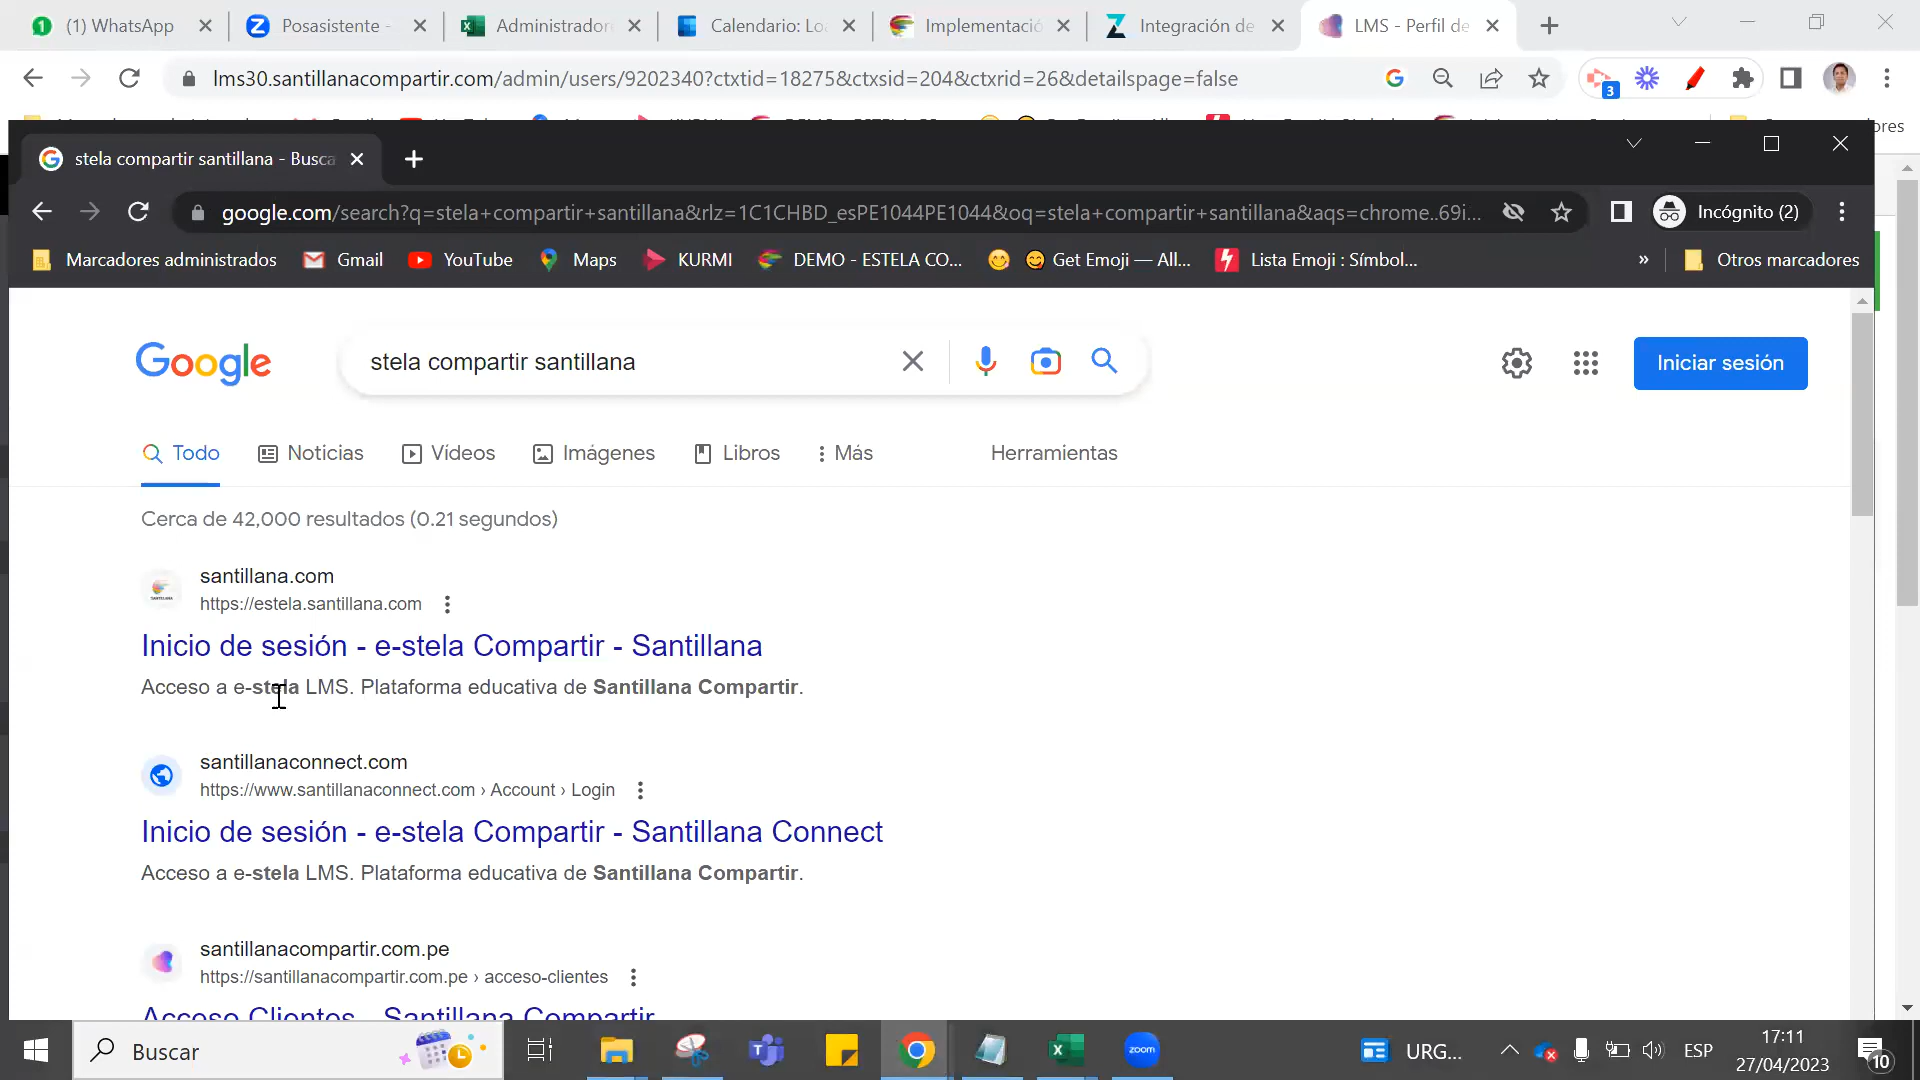 (1) WhatsApp
Posasistente -
Administrador
Calendario: Lo
Implementació
Integración de
LMS - Perfil de
lms30.santillanacompartir.com/admin/users/9202340?ctxtid=18275&ctxsid=204&ctxrid=26&detailspage=false
3
stela compartir santillana - Busca
google.com/search?q=stela+compartir+santillana&rlz=1C1CHBD_esPE1044PE1044&oq=stela+compartir+santillana&aqs=chrome..69i...
Incógnito (2)
Marcadores administrados
Gmail
YouTube
Maps
KURMI
DEMO - ESTELA CO...
Get Emoji — All...
Lista Emoji : Símbol...
»
Otros marcadores
Google
stela compartir santillana
Iniciar sesión
Todo
Noticias
Vídeos
Imágenes
Libros
Más
Herramientas
Cerca de 42,000 resultados (0.21 segundos)
santillana.com
https://estela.santillana.com
Inicio de sesión - e-stela Compartir - Santillana
Acceso a e-stela LMS. Plataforma educativa de Santillana Compartir.
santillanaconnect.com
https://www.santillanaconnect.com › Account › Login
Inicio de sesión - e-stela Compartir - Santillana Connect
Acceso a e-stela LMS. Plataforma educativa de Santillana Compartir.
santillanacompartir.com.pe
https://santillanacompartir.com.pe › acceso-clientes
Acceso Clientes - Santillana Compartir
Buscar
zoom
URG...
ESP
17:11
27/04/2023
10